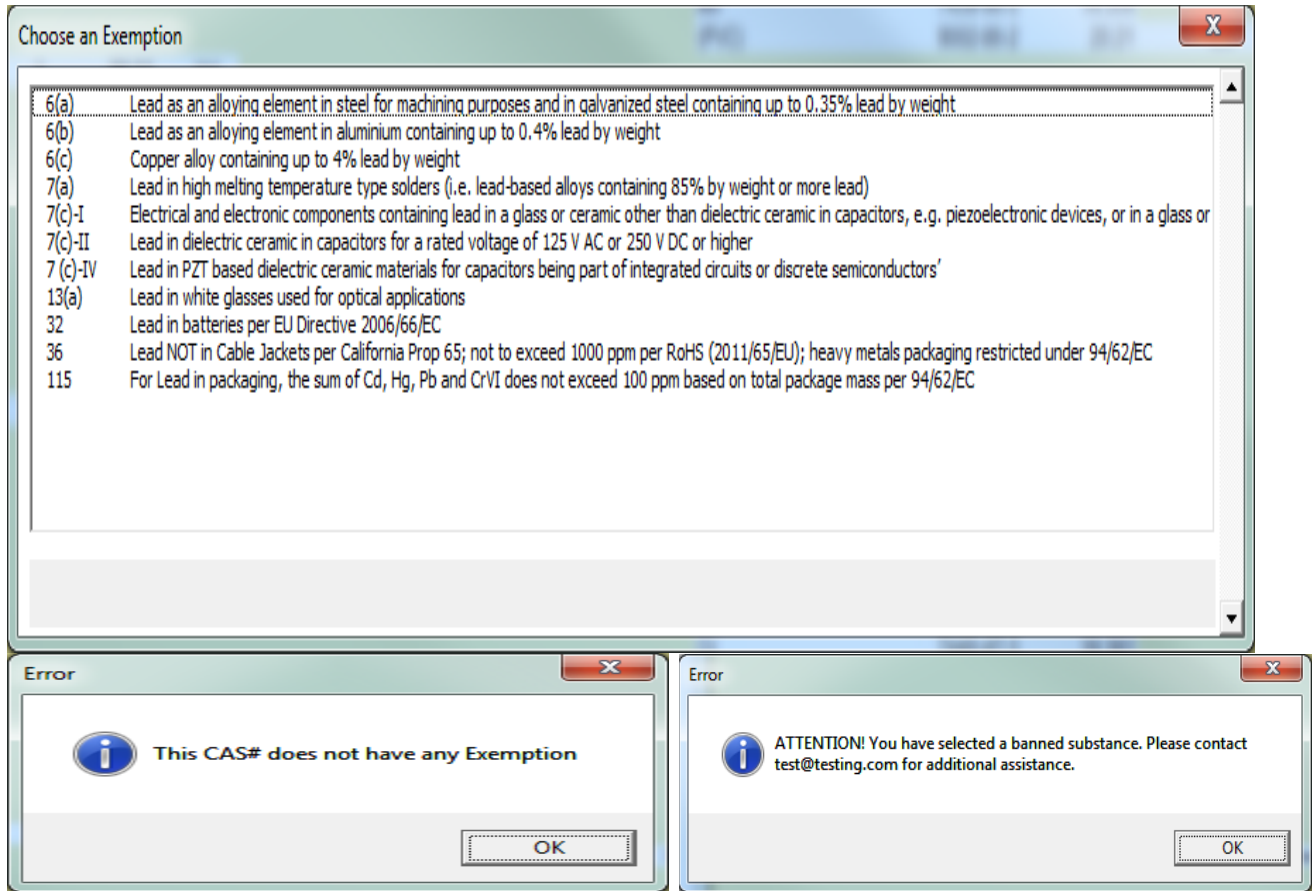 Choose an Exemption
6(a) Lead as an alloying element in steel for machining purposes and in galvanized steel containing up to 0.35% lead by weight
6(b) Lead as an alloying element in aluminium containing up to 0.4% lead by weight
6(c) Copper alloy containing up to 4% lead by weight
7(a) Lead in high melting temperature type solders (i.e. lead-based alloys containing 85% by weight or more lead)
7(c)-I Electrical and electronic components containing lead in a glass or ceramic other than dielectric ceramic in capacitors, e.g. piezoelectronic devices, or in a glass or
7(c)-II Lead in dielectric ceramic in capacitors for a rated voltage of 125 V AC or 250 V DC or higher
7 (c)-IV Lead in PZT based dielectric ceramic materials for capacitors being part of integrated circuits or discrete semiconductors’
13(a) Lead in white glasses used for optical applications
32 Lead in batteries per EU Directive 2006/66/EC
36 Lead NOT in Cable Jackets per California Prop 65; not to exceed 1000 ppm per RoHS (2011/65/EU); heavy metals packaging restricted under 94/62/EC
115 For Lead in packaging, the sum of Cd, Hg, Pb and CrVI does not exceed 100 ppm based on total package mass per 94/62/EC
Error
This CAS# does not have any Exemption
OK
Error
ATTENTION! You have selected a banned substance. Please contact
test@testing.com for additional assistance.
OK